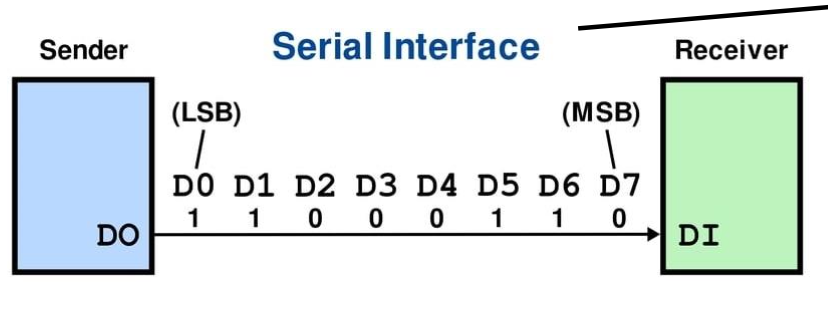 Serial Interface
Sender
Receiver
(LSB)
(MSB)
D0 D1 D2 D3 D4 D5 D6 D7
1 1 0 0 0 1 1 0
DO
DI